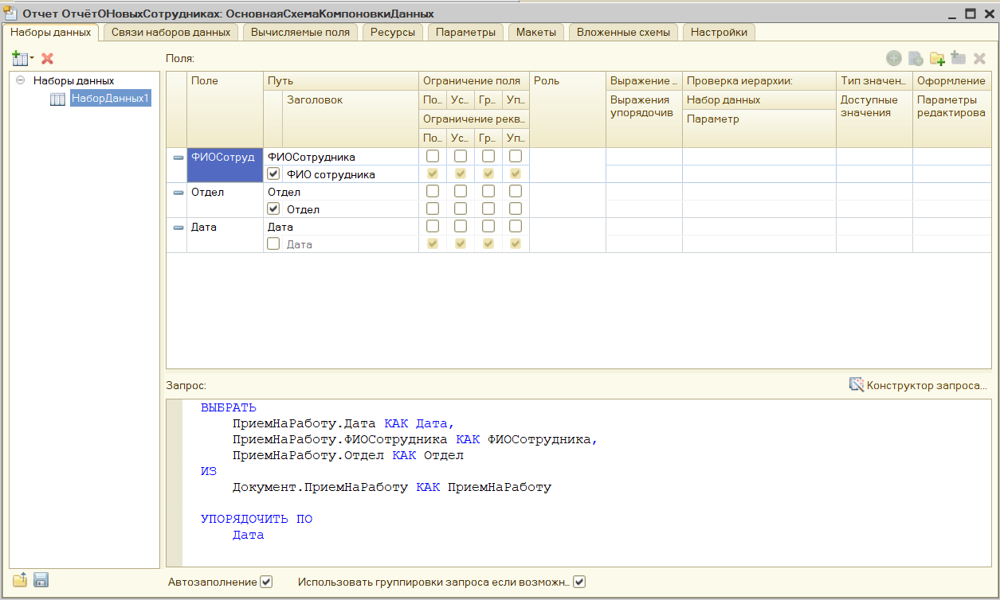 Отчет ОтчётОНовыхСотрудниках: ОсновнаяСхемаКомпоновкиДанных
Наборы данных Связи наборов данных Вычисляемые поля Ресурсы Параметры Макеты Вложенные схемы Настройки
Поля:
Наборы данных
НаборДанных1
Поле Путь Ограничение поля Роль Выражение ... Проверка иерархии: Тип значен... Оформление
Заголовок По... Ус... Гр... Уп... Выражения упорядочив Набор данных Доступные значения Параметры редактирова
Ограничение рекв... Параметр
По... Ус... Гр... Уп...
ФИОСотруд ФИОСотрудника
ФИО сотрудника
Отдел Отдел
Отдел
Дата Дата
Дата
Запрос: Конструктор запроса...
ВЫБРАТЬ
ПриемНаРаботу.Дата КАК Дата,
ПриемНаРаботу.ФИОСотрудника КАК ФИОСотрудника,
ПриемНаРаботу.Отдел КАК Отдел
ИЗ
Документ.ПриемНаРаботу КАК ПриемНаРаботу
УПОРЯДОЧИТЬ ПО
Дата
Автозаполнение Использовать группировки запроса если возможн...